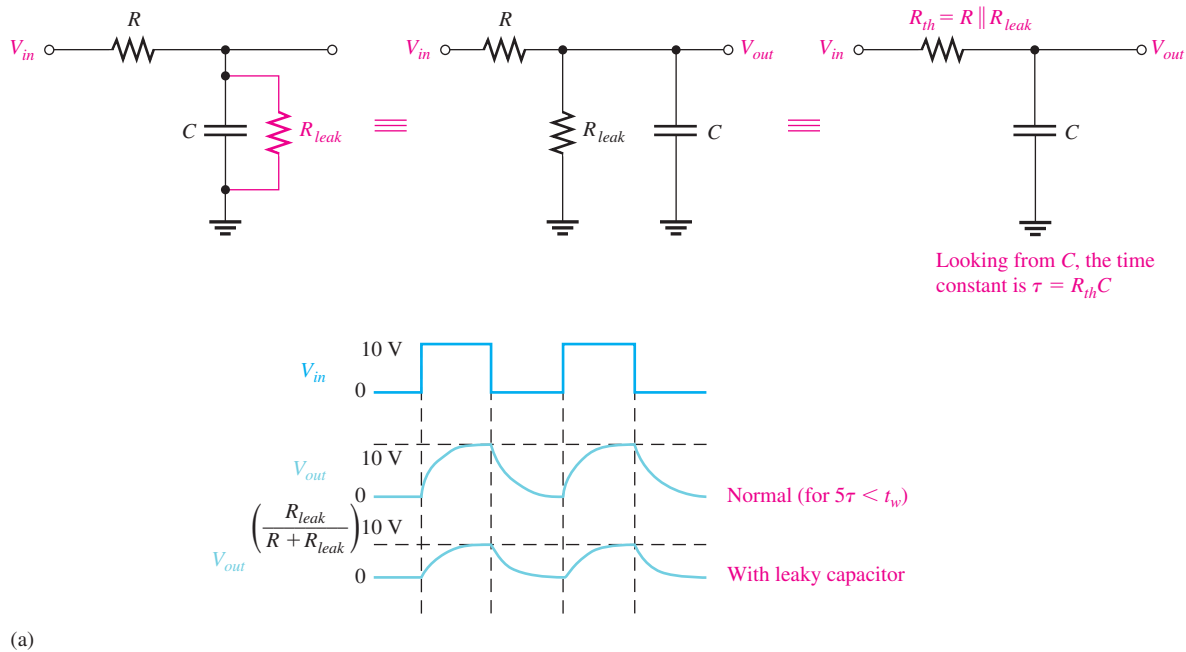 R
V_in
C
R_leak
≡
R
V_in
V_out
R_leak
C
≡
R_th = R ∥ R_leak
V_in
V_out
C
Looking from C, the time
constant is τ = R_thC
10 V
V_in
0
10 V
V_out
0
Normal (for 5τ < t_w)
(R_leak / R + R_leak) 10 V
V_out
0
With leaky capacitor
(a)